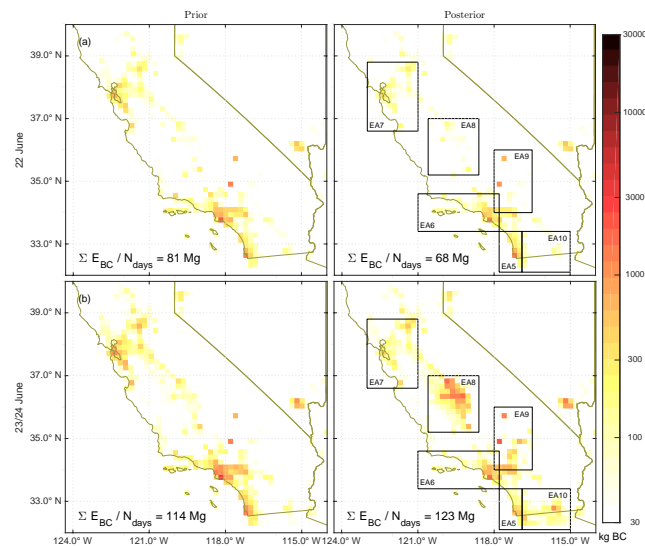 Prior
Posterior
22 June
39.0° N
37.0° N
35.0° N
33.0° N
(a)
Σ E_BC / N_days = 81 Mg
EA7
EA8
EA9
EA6
EA10
EA5
Σ E_BC / N_days = 68 Mg
23/24 June
39.0° N
37.0° N
35.0° N
33.0° N
(b)
Σ E_BC / N_days = 114 Mg
EA7
EA8
EA9
EA6
EA10
EA5
Σ E_BC / N_days = 123 Mg
124.0° W
121.0° W
118.0° W
115.0° W
124.0° W
121.0° W
118.0° W
115.0° W
30000
9000
3000
1000
300
100
30
kg BC